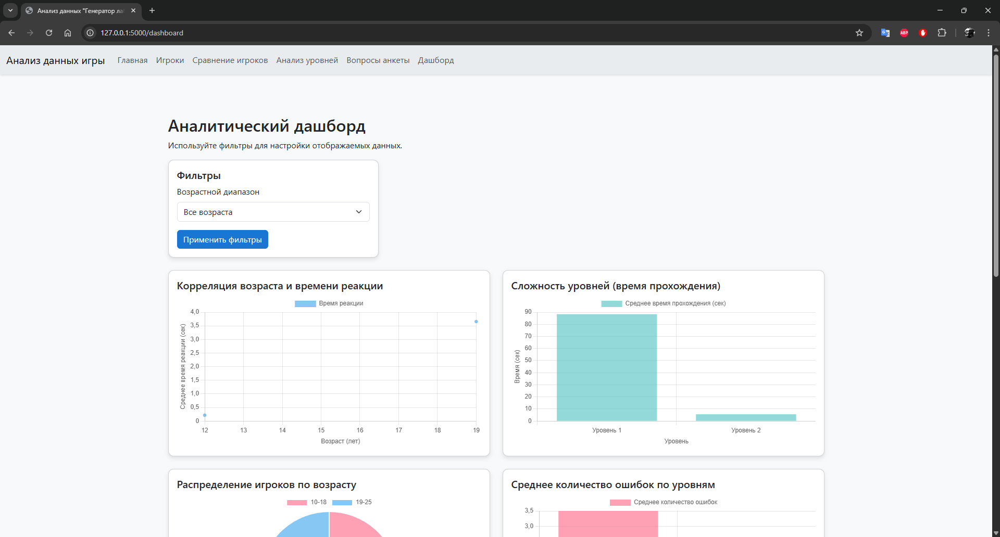 Анализ данных "Генератор ла
127.0.0.1:5000/dashboard
ABP
Анализ данных игры
Главная
Игроки
Сравнение игроков
Анализ уровней
Вопросы анкеты
Дашборд
Аналитический дашборд
Используйте фильтры для настройки отображаемых данных.
Фильтры
Возрастной диапазон
Все возраста
Применить фильтры
Корреляция возраста и времени реакции
Время реакции
Среднее время реакции (сек)
4,0
3,5
3,0
2,5
2,0
1,5
1,0
0,5
0
12 13 14 15 16 17 18 19
Возраст (лет)
Сложность уровней (время прохождения)
Среднее время прохождения (сек)
Время (сек)
90
80
70
60
50
40
30
20
10
0
Уровень 1 Уровень 2
Уровень
Распределение игроков по возрасту
10-18 19-25
Среднее количество ошибок по уровням
Среднее количество ошибок
3,5
3,0